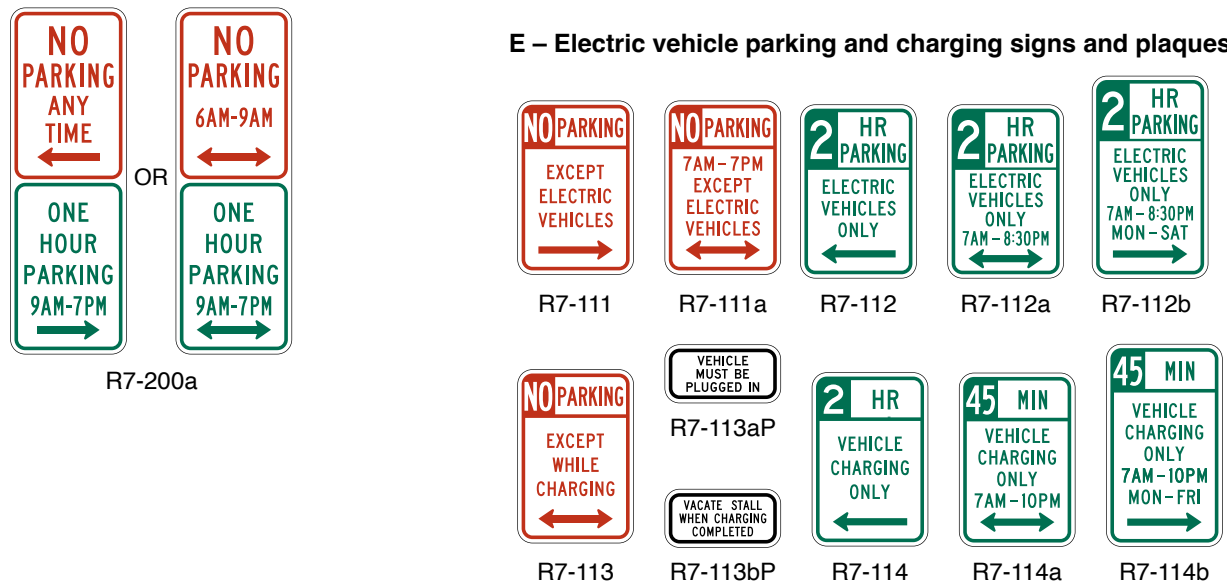 NO
PARKING
ANY
TIME
ONE
HOUR
PARKING
9AM-7PM
OR
NO
PARKING
6AM-9AM
ONE
HOUR
PARKING
9AM-7PM
R7-200a
E – Electric vehicle parking and charging signs and plaques
NO PARKING
EXCEPT
ELECTRIC
VEHICLES
R7-111
NO PARKING
7AM–7PM
EXCEPT
ELECTRIC
VEHICLES
R7-111a
2 HR
PARKING
ELECTRIC
VEHICLES
ONLY
R7-112
2 HR
PARKING
ELECTRIC
VEHICLES
ONLY
7AM–8:30PM
R7-112a
2 HR
PARKING
ELECTRIC
VEHICLES
ONLY
7AM–8:30PM
MON–SAT
R7-112b
NO PARKING
EXCEPT
WHILE
CHARGING
R7-113
VEHICLE
MUST BE
PLUGGED IN
R7-113aP
VACATE STALL
WHEN CHARGING
COMPLETED
R7-113bP
2 HR
VEHICLE
CHARGING
ONLY
R7-114
45 MIN
VEHICLE
CHARGING
ONLY
7AM–10PM
R7-114a
45 MIN
VEHICLE
CHARGING
ONLY
7AM–10PM
MON–FRI
R7-114b